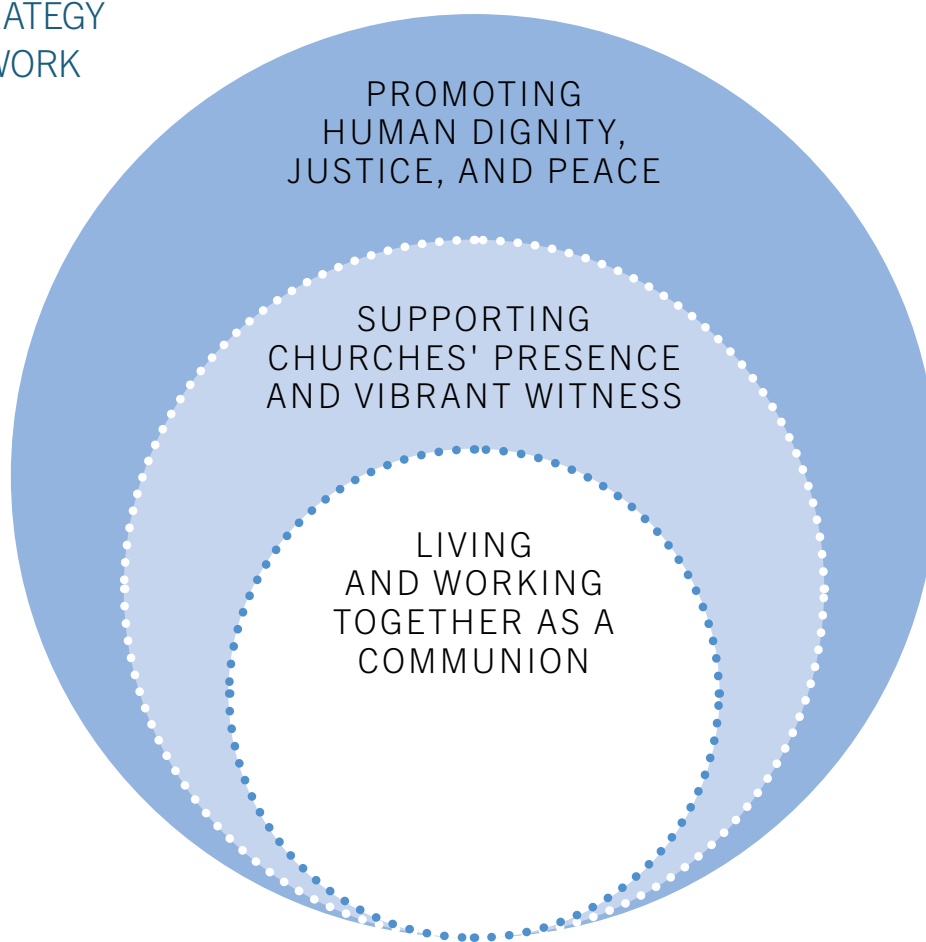 ATEGY
WORK
PROMOTING
HUMAN DIGNITY,
JUSTICE, AND PEACE
SUPPORTING
CHURCHES' PRESENCE
AND VIBRANT WITNESS
LIVING
AND WORKING
TOGETHER AS A
COMMUNION